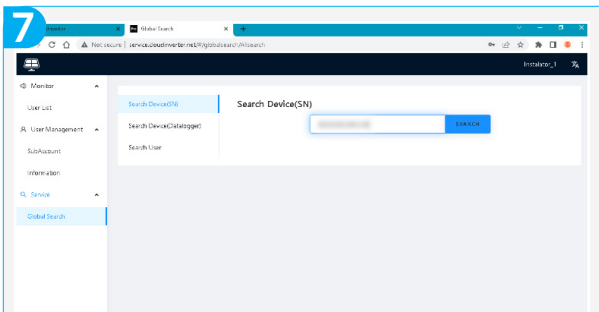 7
Global Search
Not secure | service.cloudinverter.net/#/globalsearch/Allsearch
Instalator_1
Monitor
User List
User Management
SubAccount
Information
Service
Global Search
Search Device(SN)
Search Device(Datalogger)
Search User
Search Device(SN)
SEARCH